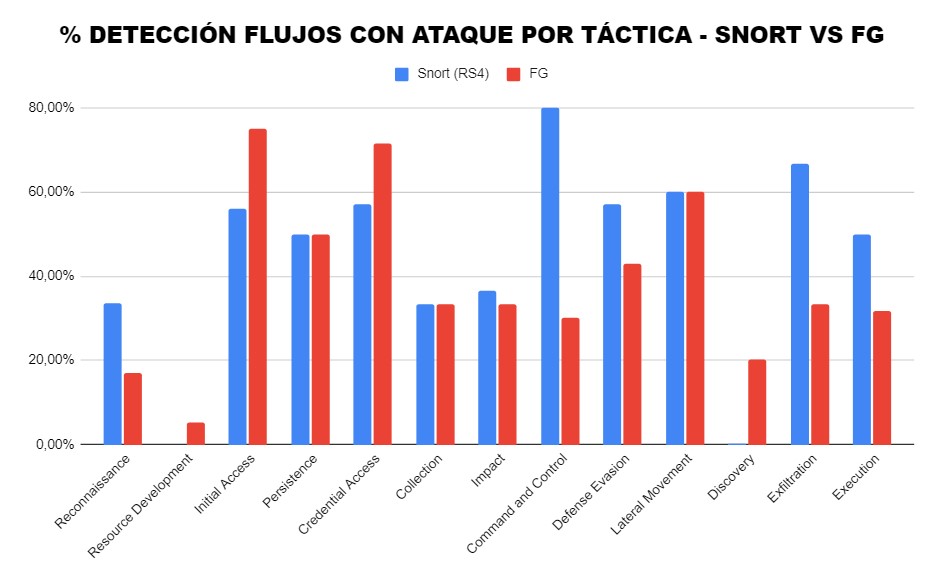 % DETECCIÓN FLUJOS CON ATAQUE POR TÁCTICA - SNORT VS FG
Snort (RS4) FG
80,00%
60,00%
40,00%
20,00%
0,00%
Reconnaissance
Resource Development
Initial Access
Persistence
Credential Access
Collection
Impact
Command and Control
Defense Evasion
Lateral Movement
Discovery
Exfiltration
Execution